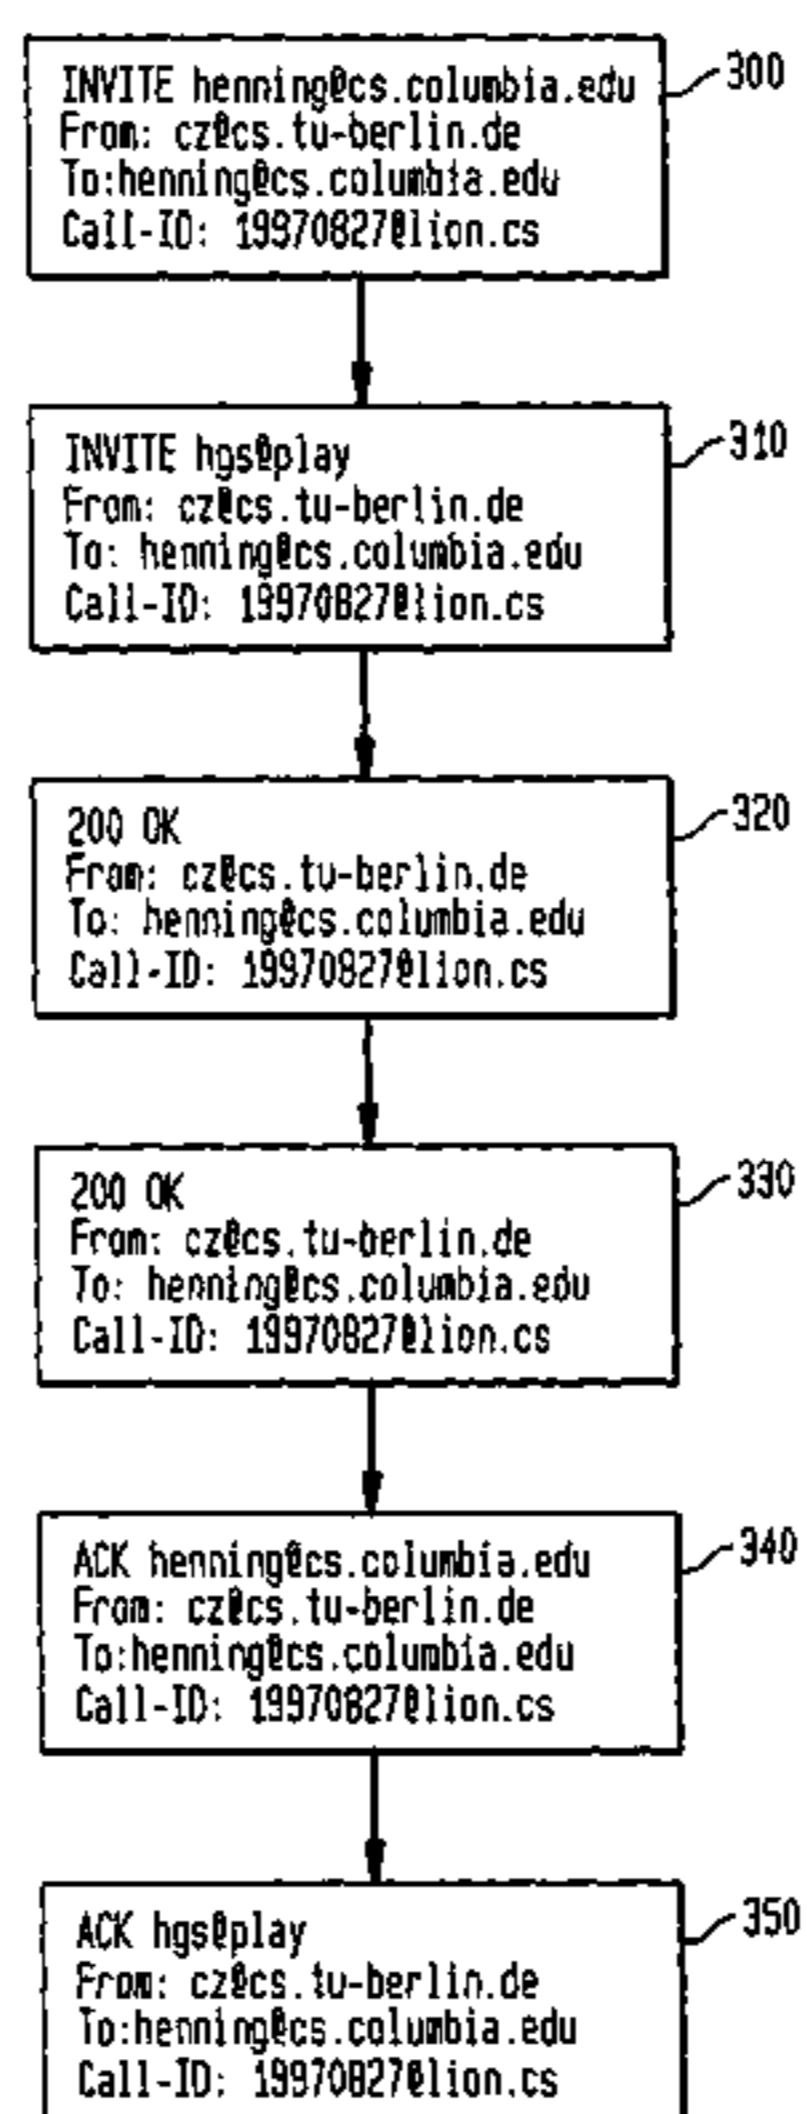 INVITE henning@cs.columbia.edu
300
From: cz@cs.tu-berlin.de
To:henning@cs.columbia.edu
Call-ID: 19970827@lion.cs
INVITE hgs@play
310
From: cz@cs.tu-berlin.de
To: henning@cs.columbia.edu
Call-ID: 19970827@lion.cs
200 OK
320
From: cz@cs.tu-berlin.de
To: henning@cs.columbia.edu
Call-ID: 19970827@lion.cs
200 OK
330
From: cz@cs.tu-berlin.de
To: henning@cs.columbia.edu
Call-ID: 19970827@lion.cs
ACK henning@cs.columbia.edu
340
From: cz@cs.tu-berlin.de
To:henning@cs.columbia.edu
Call-ID: 19970827@lion.cs
ACK hgs@play
350
From: cz@cs.tu-berlin.de
To:henning@cs.columbia.edu
Call-ID: 19970827@lion.cs